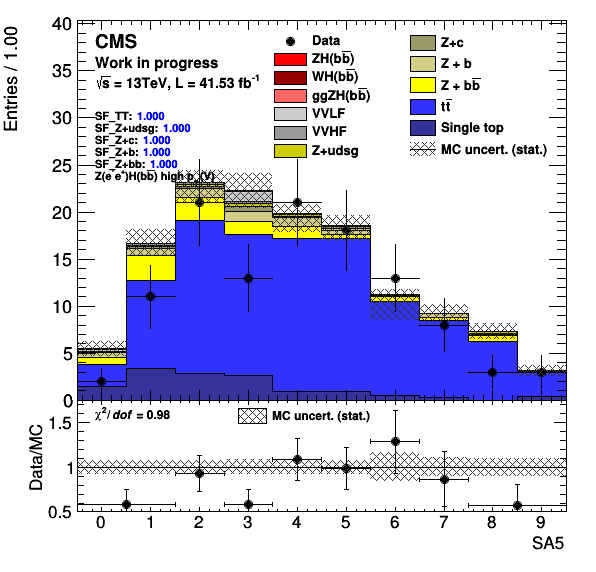 Entries / 1.00
40
35
30
25
20
15
10
5
0
CMS
Work in progress
√s = 13TeV, L = 41.53 fb⁻¹
SF_TT: 1.000
SF_Z+udsg: 1.000
SF_Z+c: 1.000
SF_Z+b: 1.000
SF_Z+bb: 1.000
Z(e⁻e⁺)H(bb̅) high p_T(V)
Data
ZH(bb̅)
WH(bb̅)
ggZH(bb̅)
VVLF
VVHF
Z+udsg
Z+c
Z + b
Z + bb̅
tt̅
Single top
MC uncert. (stat.)
Data/MC
1.5
1
0.5
χ²/dof = 0.98
MC uncert. (stat.)
0 1 2 3 4 5 6 7 8 9
SA5